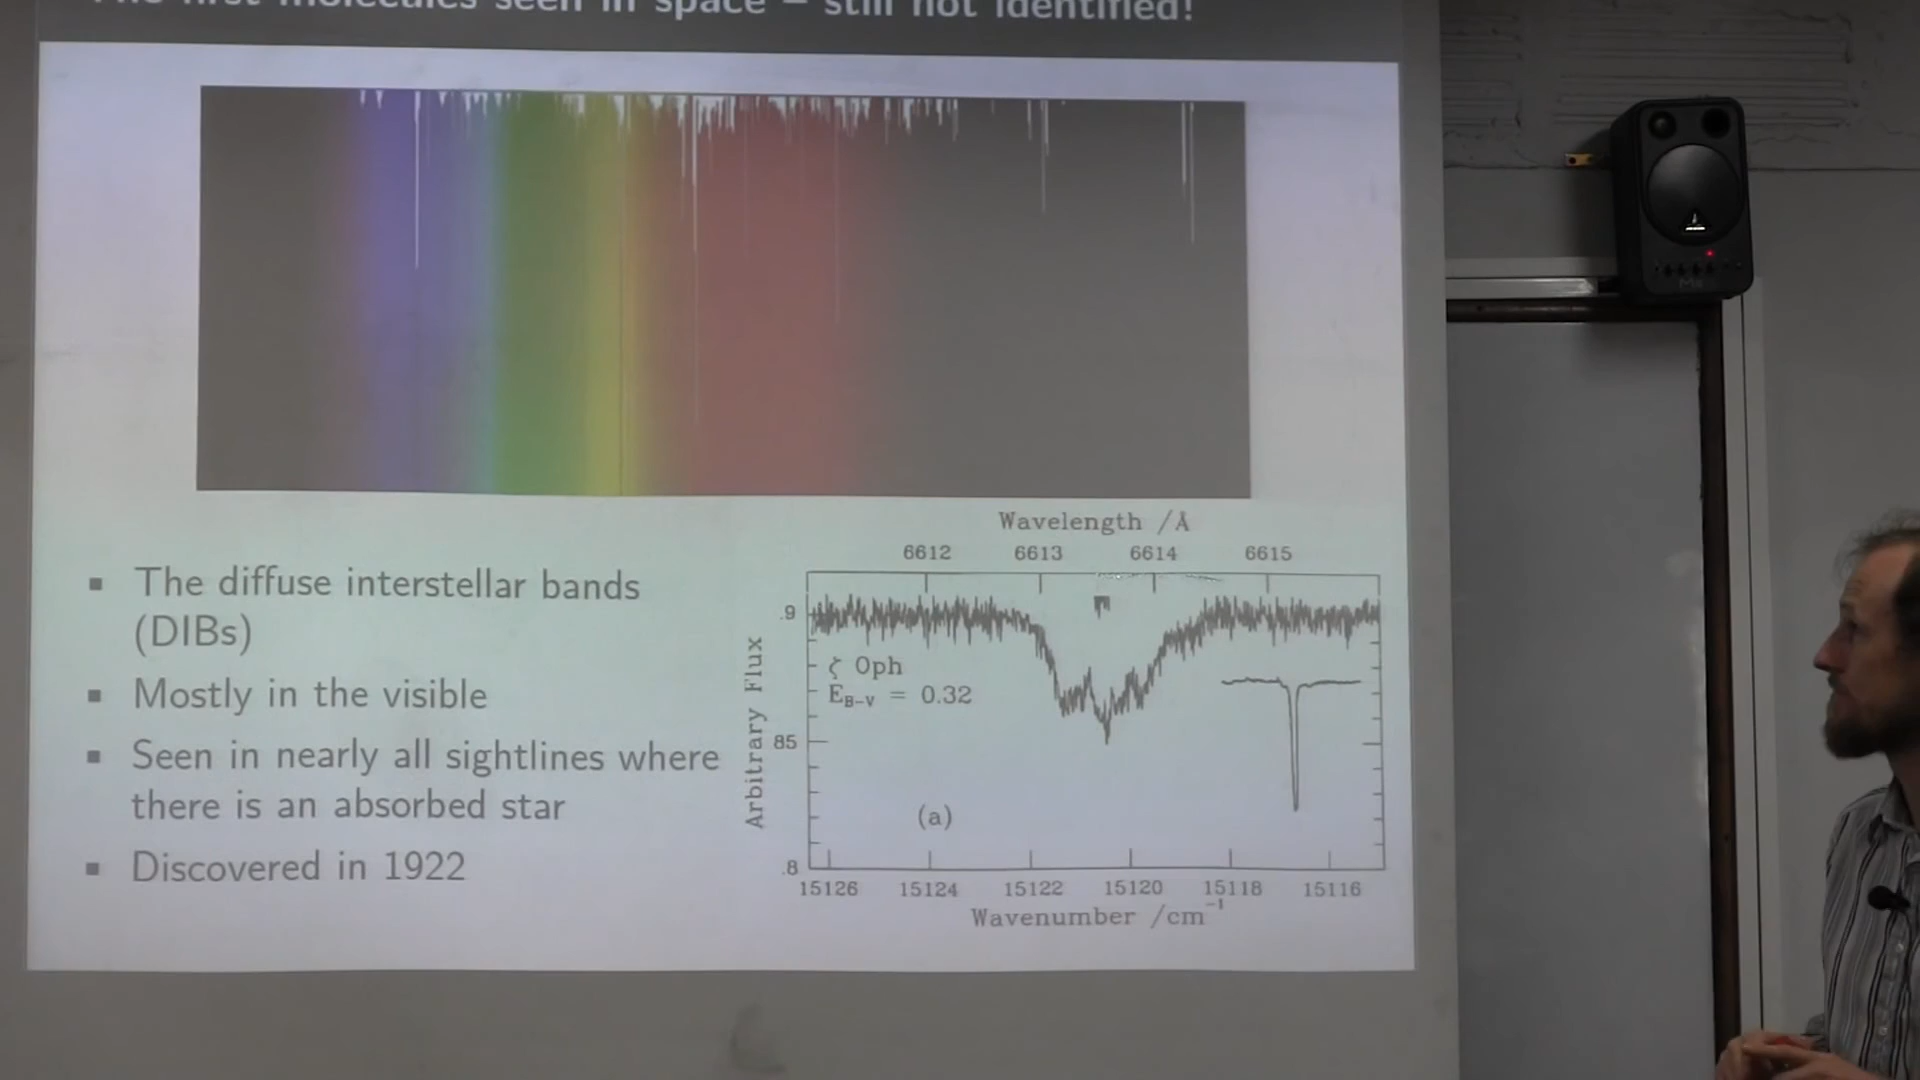 The first molecules seen in space – still not identified!
Wavelength /Å
6612 6613 6614 6615
▪ The diffuse interstellar bands
(DIBs)
▪ Mostly in the visible
▪ Seen in nearly all sightlines where
there is an absorbed star
▪ Discovered in 1922
Arbitrary Flux
.9
85
.8
ζ Oph
E_B-V = 0.32
(a)
15126 15124 15122 15120 15118 15116
Wavenumber /cm⁻¹